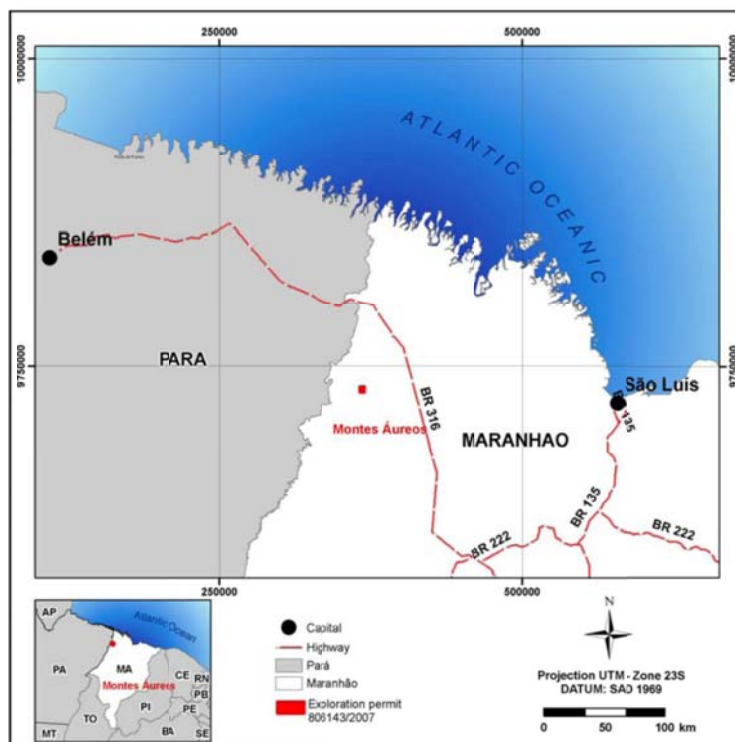 250000
500000
10000000
10000000
ATLANTIC OCEANIC
Belém
PARA
9750000
9750000
São Luis
BR 135
BR 316
Montes Áureos
MARANHAO
BR 135
BR 222
BR 222
250000
500000
AP
Atlantic Ocean
PA
MA
Montes Áureos
CE
RN
PB
PI
PE
TO
MT
BA
SE
Capital
Highway
Pará
Maranhão
Exploration permit
806143/2007
N
Projection UTM - Zone 23S
DATUM: SAD 1969
0
50
100 km